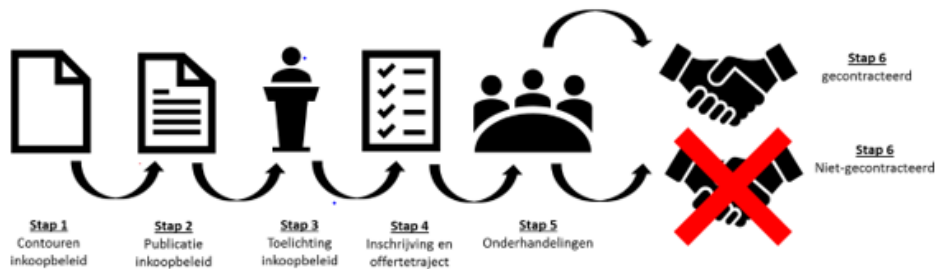 Stap 6
gecontracteerd
Stap 6
Niet-gecontracteerd
Stap 1
Contouren
inkoopbeleid
Stap 2
Publicatie
inkoopbeleid
Stap 3
Toelichting
inkoopbeleid
Stap 4
Inschrijving en
offertetraject
Stap 5
Onderhandelingen